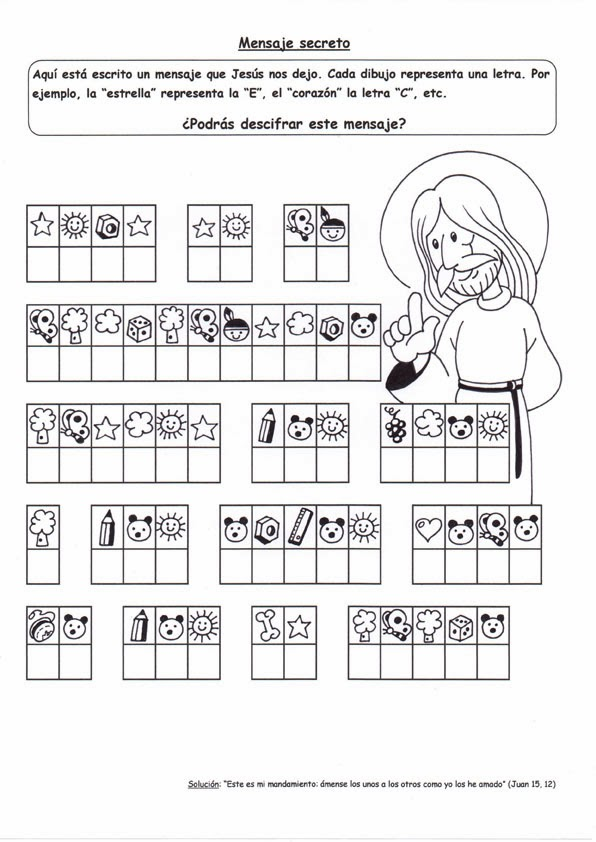 Mensaje secreto
Aquí está escrito un mensaje que Jesús nos dejo. Cada dibujo representa una letra. Por
ejemplo, la “estrella” representa la “E”, el “corazón” la letra “C”, etc.
¿Podrás descifrar este mensaje?
Solución: “Este es mi mandamiento: ámense los unos a los otros como yo los he amado” (Juan 15, 12)